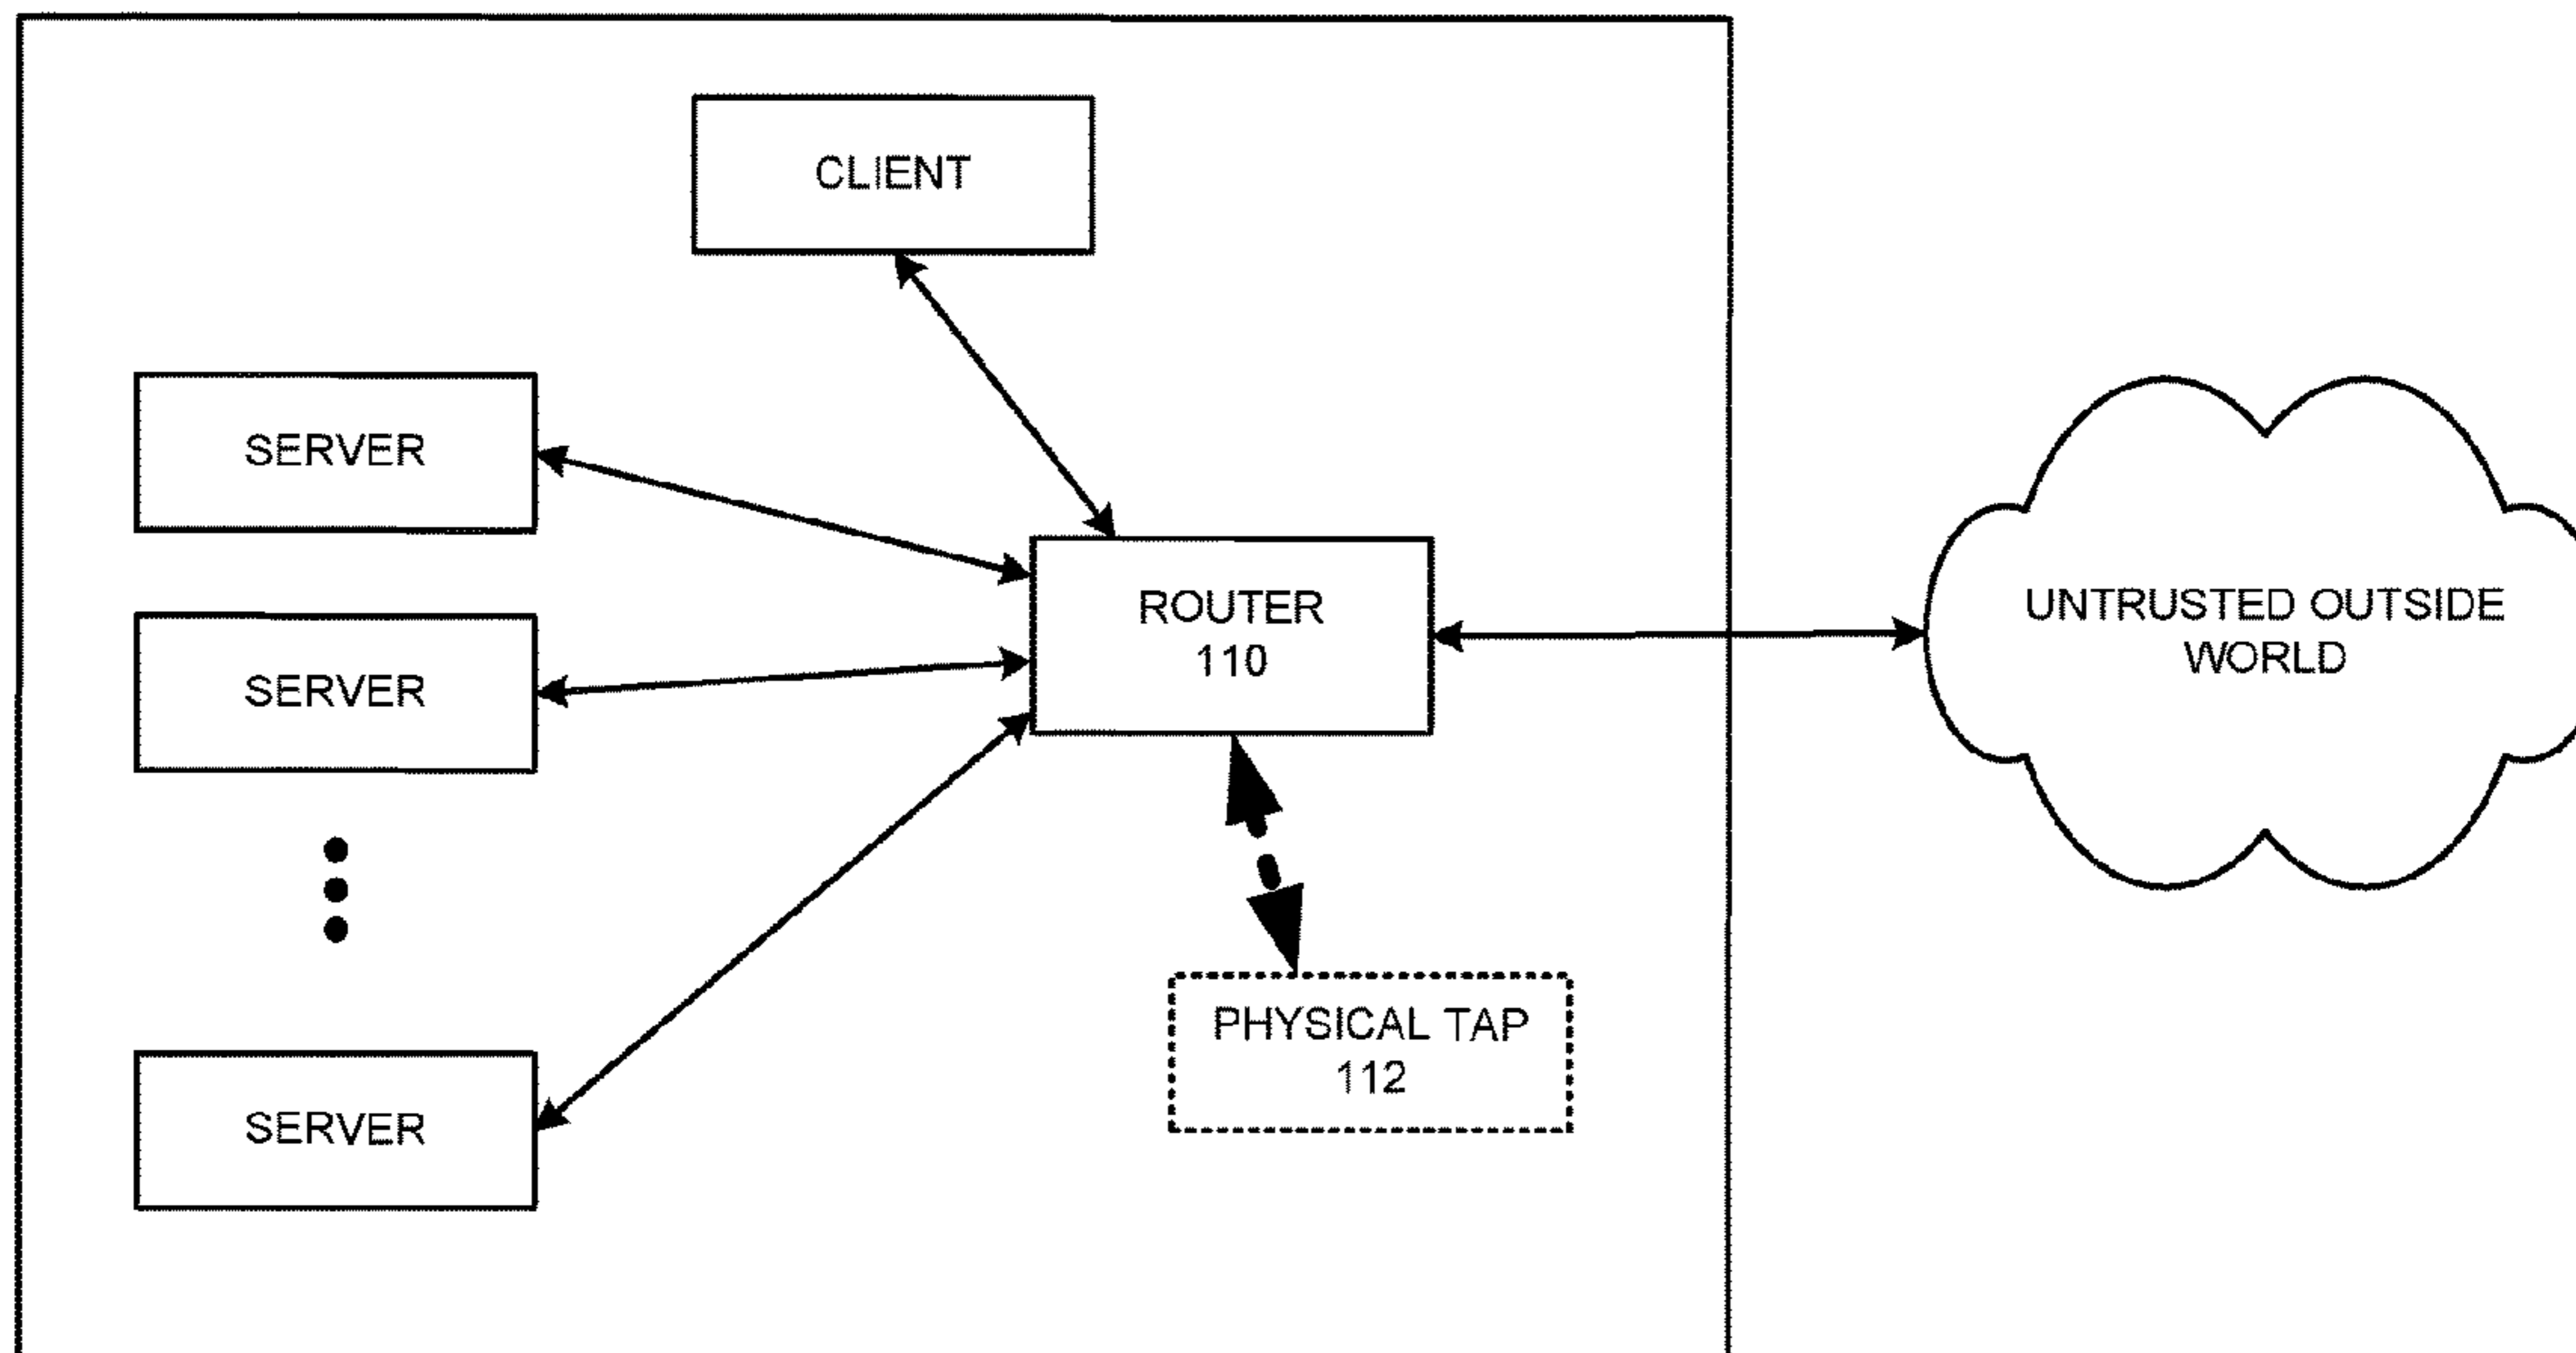 CLIENT
SERVER
SERVER
SERVER
ROUTER
110
PHYSICAL TAP
112
UNTRUSTED OUTSIDE
WORLD